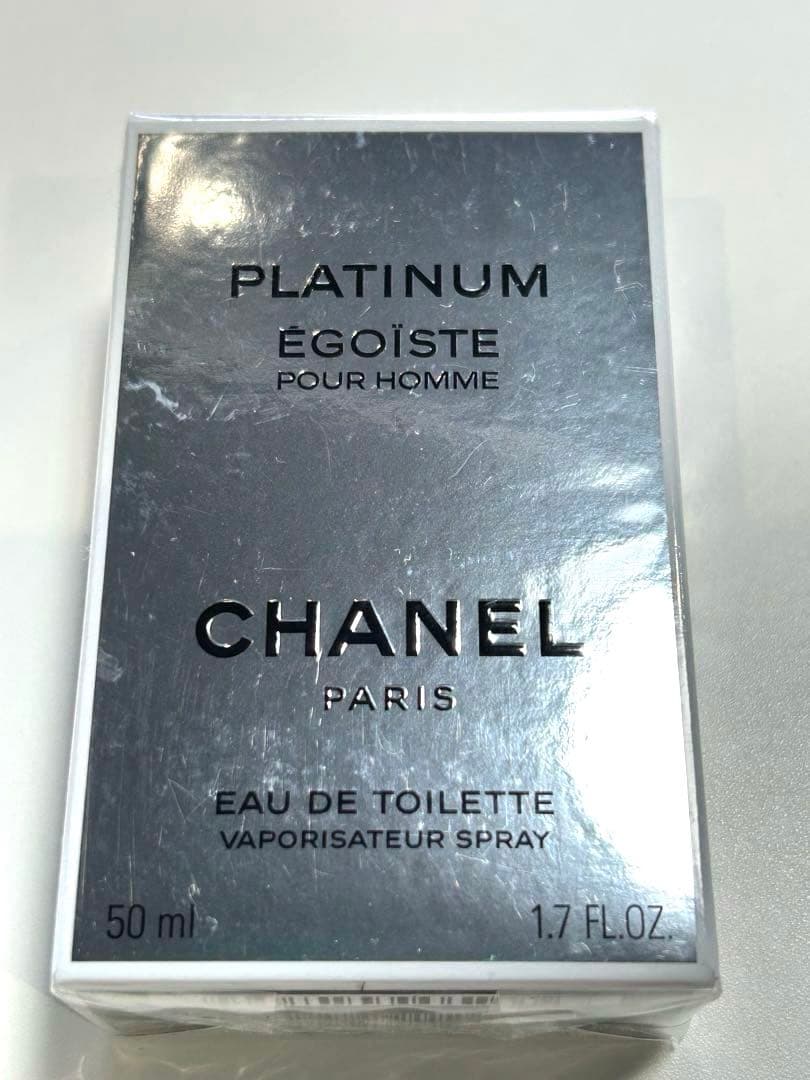 PLATINUM
ÉGOÏSTE
POUR HOMME
CHANEL
PARIS
EAU DE TOILETTE
VAPORISATEUR SPRAY
50 ml 1.7 FL.OZ.